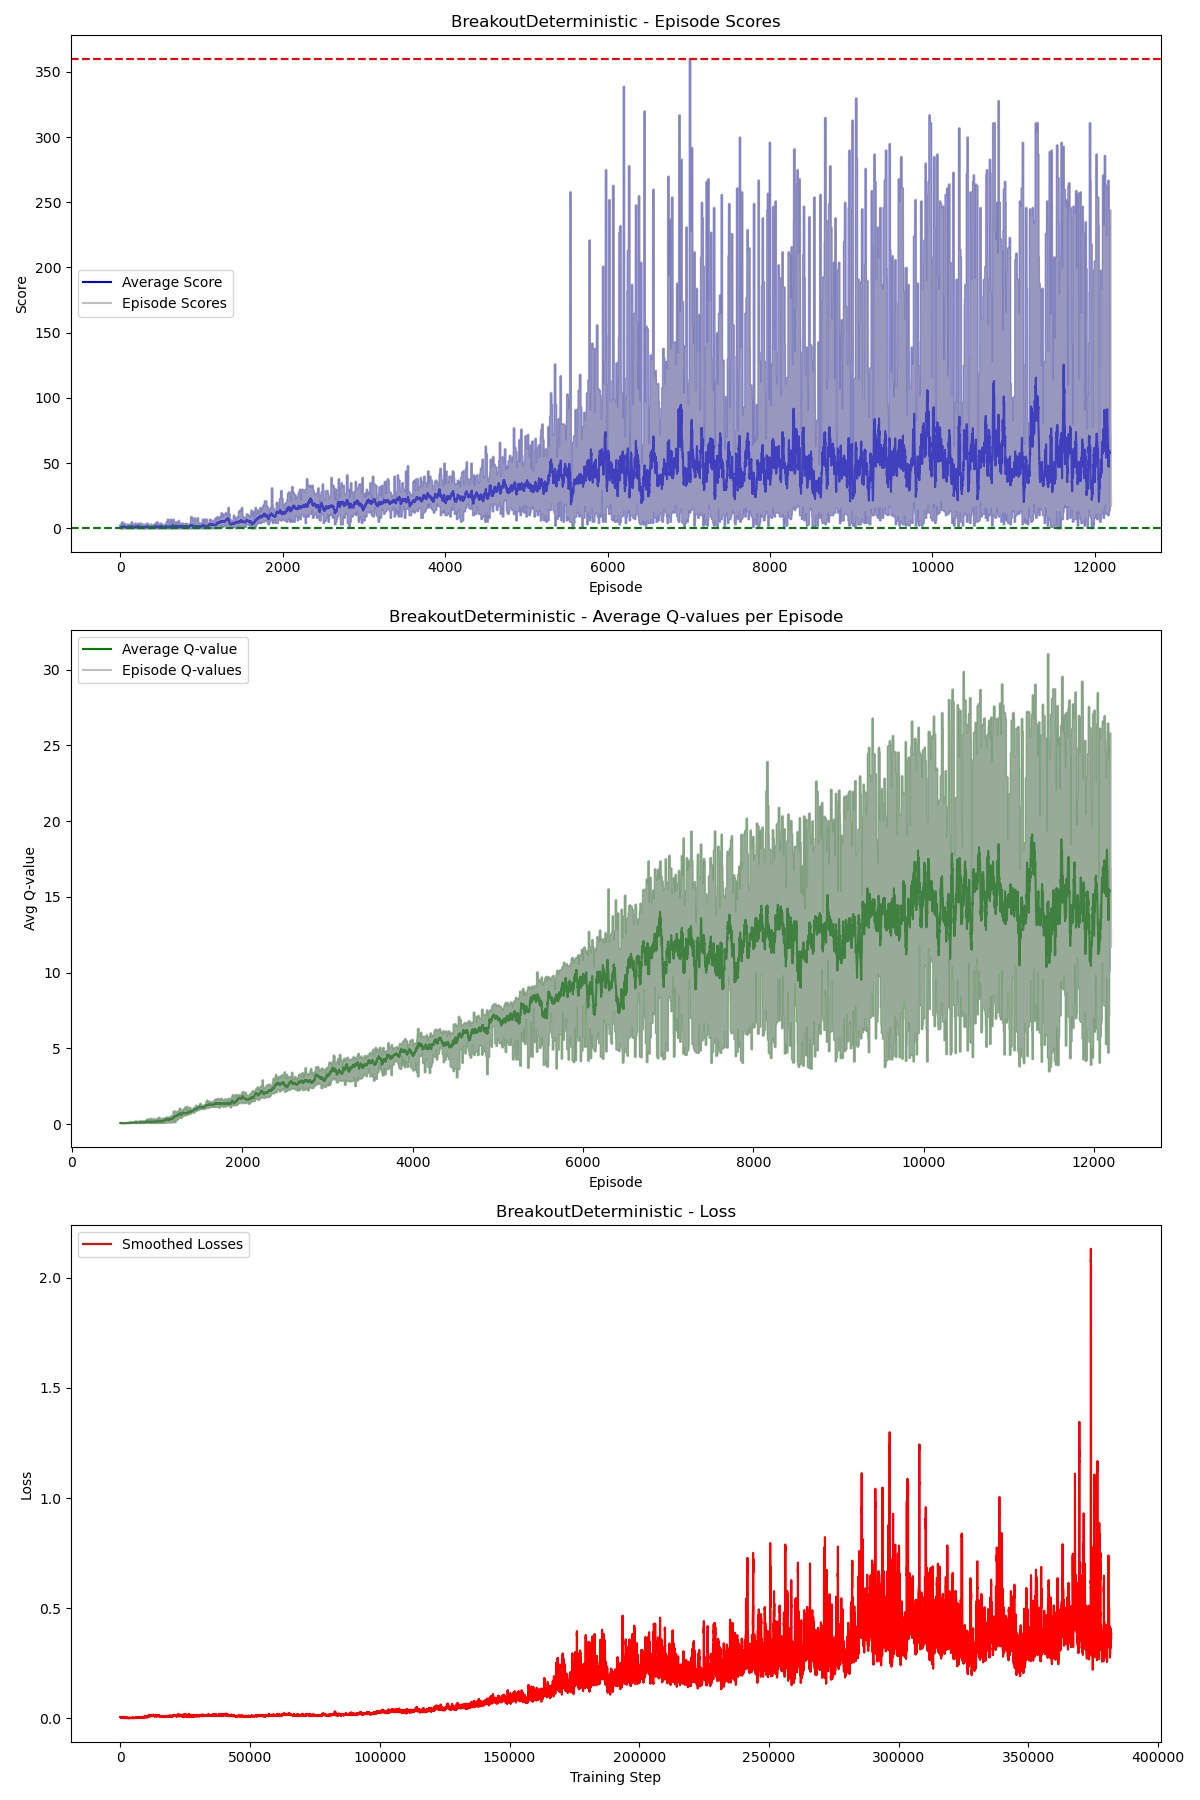 BreakoutDeterministic - Episode Scores
350
300
250
200
150
100
50
0
Score
Average Score
Episode Scores
0 2000 4000 6000 8000 10000 12000
Episode
BreakoutDeterministic - Average Q-values per Episode
30
25
20
15
10
5
0
Avg Q-value
Average Q-value
Episode Q-values
0 2000 4000 6000 8000 10000 12000
Episode
BreakoutDeterministic - Loss
2.0
1.5
1.0
0.5
0.0
Loss
Smoothed Losses
0 50000 100000 150000 200000 250000 300000 350000 400000
Training Step